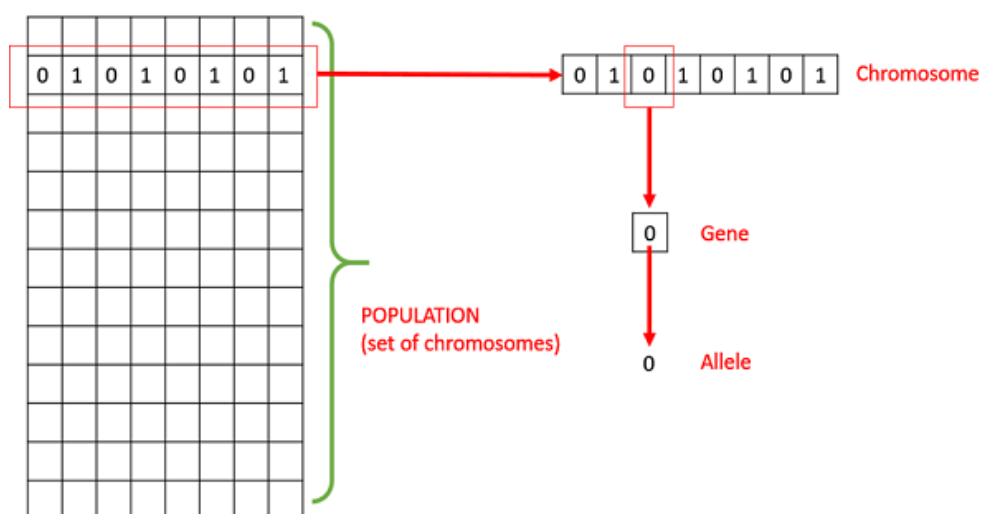 0 1 0 1 0 1 0 1
0 1 0 1 0 1 0 1
Chromosome
0
Gene
POPULATION
(set of chromosomes)
0
Allele